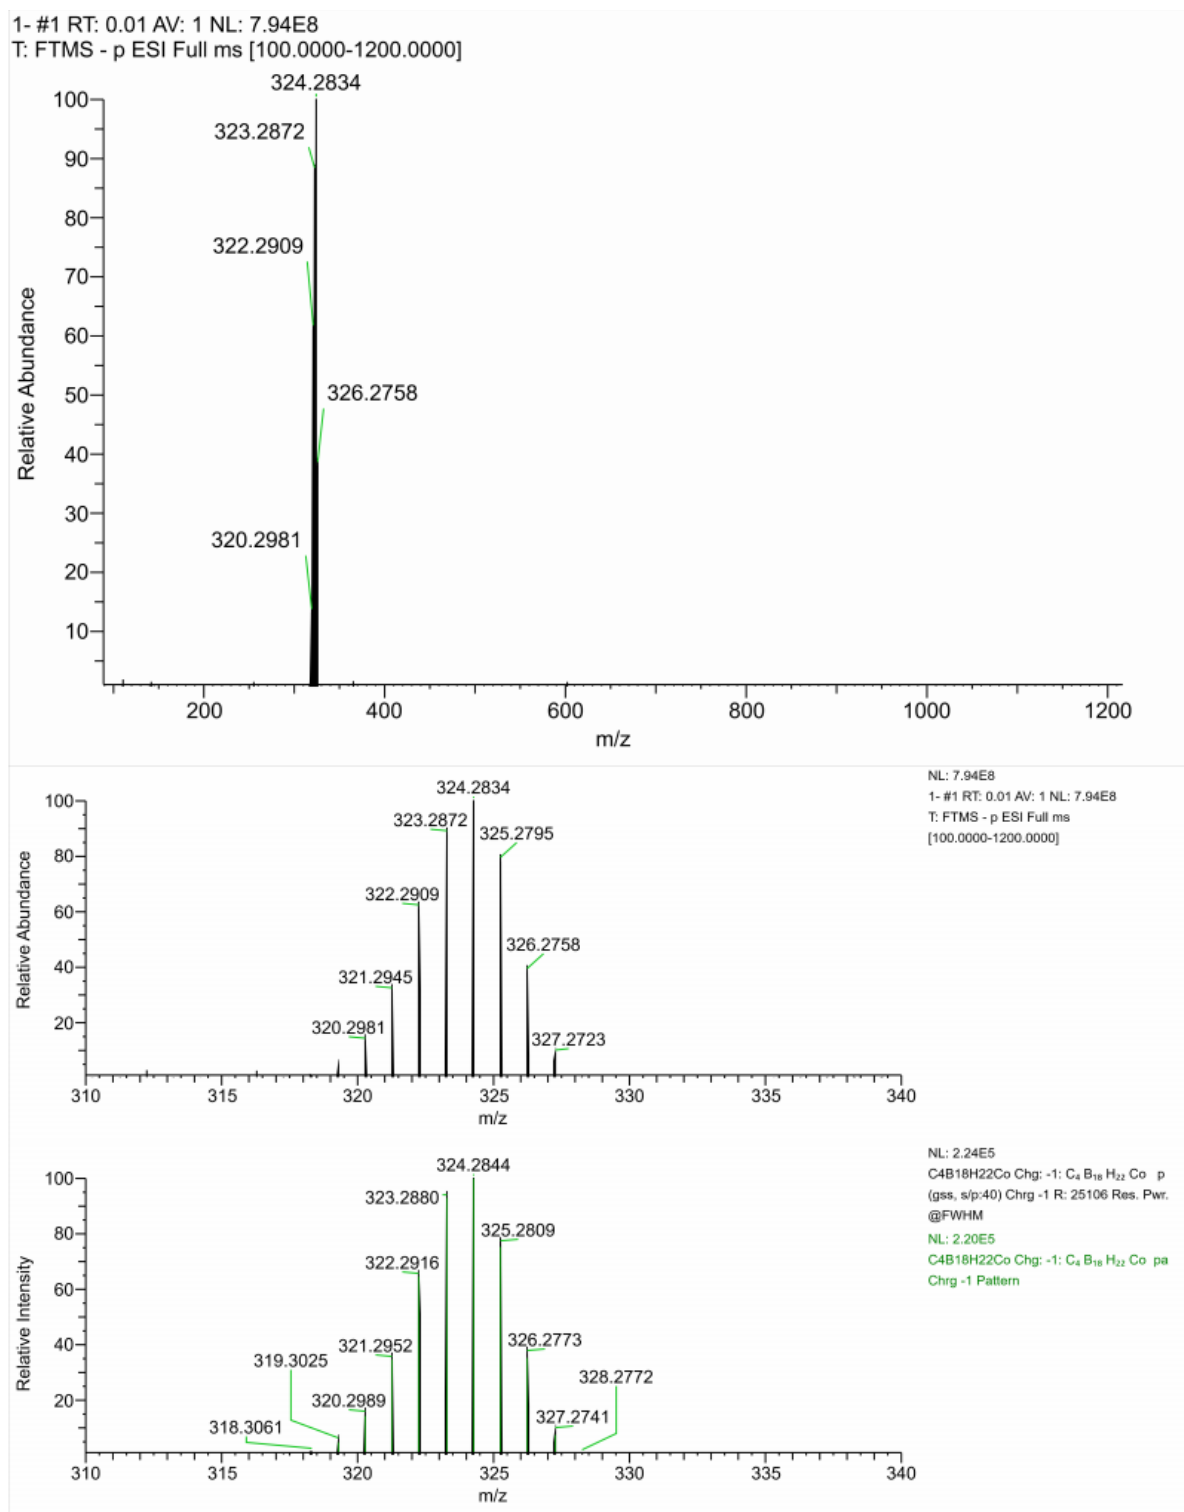 1- #1 RT: 0.01 AV: 1 NL: 7.94E8
T: FTMS - p ESI Full ms [100.0000-1200.0000]
324.2834
323.2872
322.2909
326.2758
320.2981
100
90
80
70
60
50
40
30
20
10
Relative Abundance
200 400 600 800 1000 1200
m/z
NL: 7.94E8
1- #1 RT: 0.01 AV: 1 NL: 7.94E8
T: FTMS - p ESI Full ms
[100.0000-1200.0000]
324.2834
323.2872
325.2795
322.2909
326.2758
321.2945
320.2981
327.2723
100
80
60
40
20
Relative Abundance
310 315 320 325 330 335 340
m/z
NL: 2.24E5
C4B18H22Co Chg: -1: C₄ B₁₈ H₂₂ Co p
(gss, s/p:40) Chrg -1 R: 25106 Res. Pwr.
@FWHM
NL: 2.20E5
C4B18H22Co Chg: -1: C₄ B₁₈ H₂₂ Co pa
Chrg -1 Pattern
324.2844
323.2880
325.2809
322.2916
326.2773
321.2952
319.3025
328.2772
320.2989
327.2741
318.3061
100
80
60
40
20
Relative Intensity
310 315 320 325 330 335 340
m/z